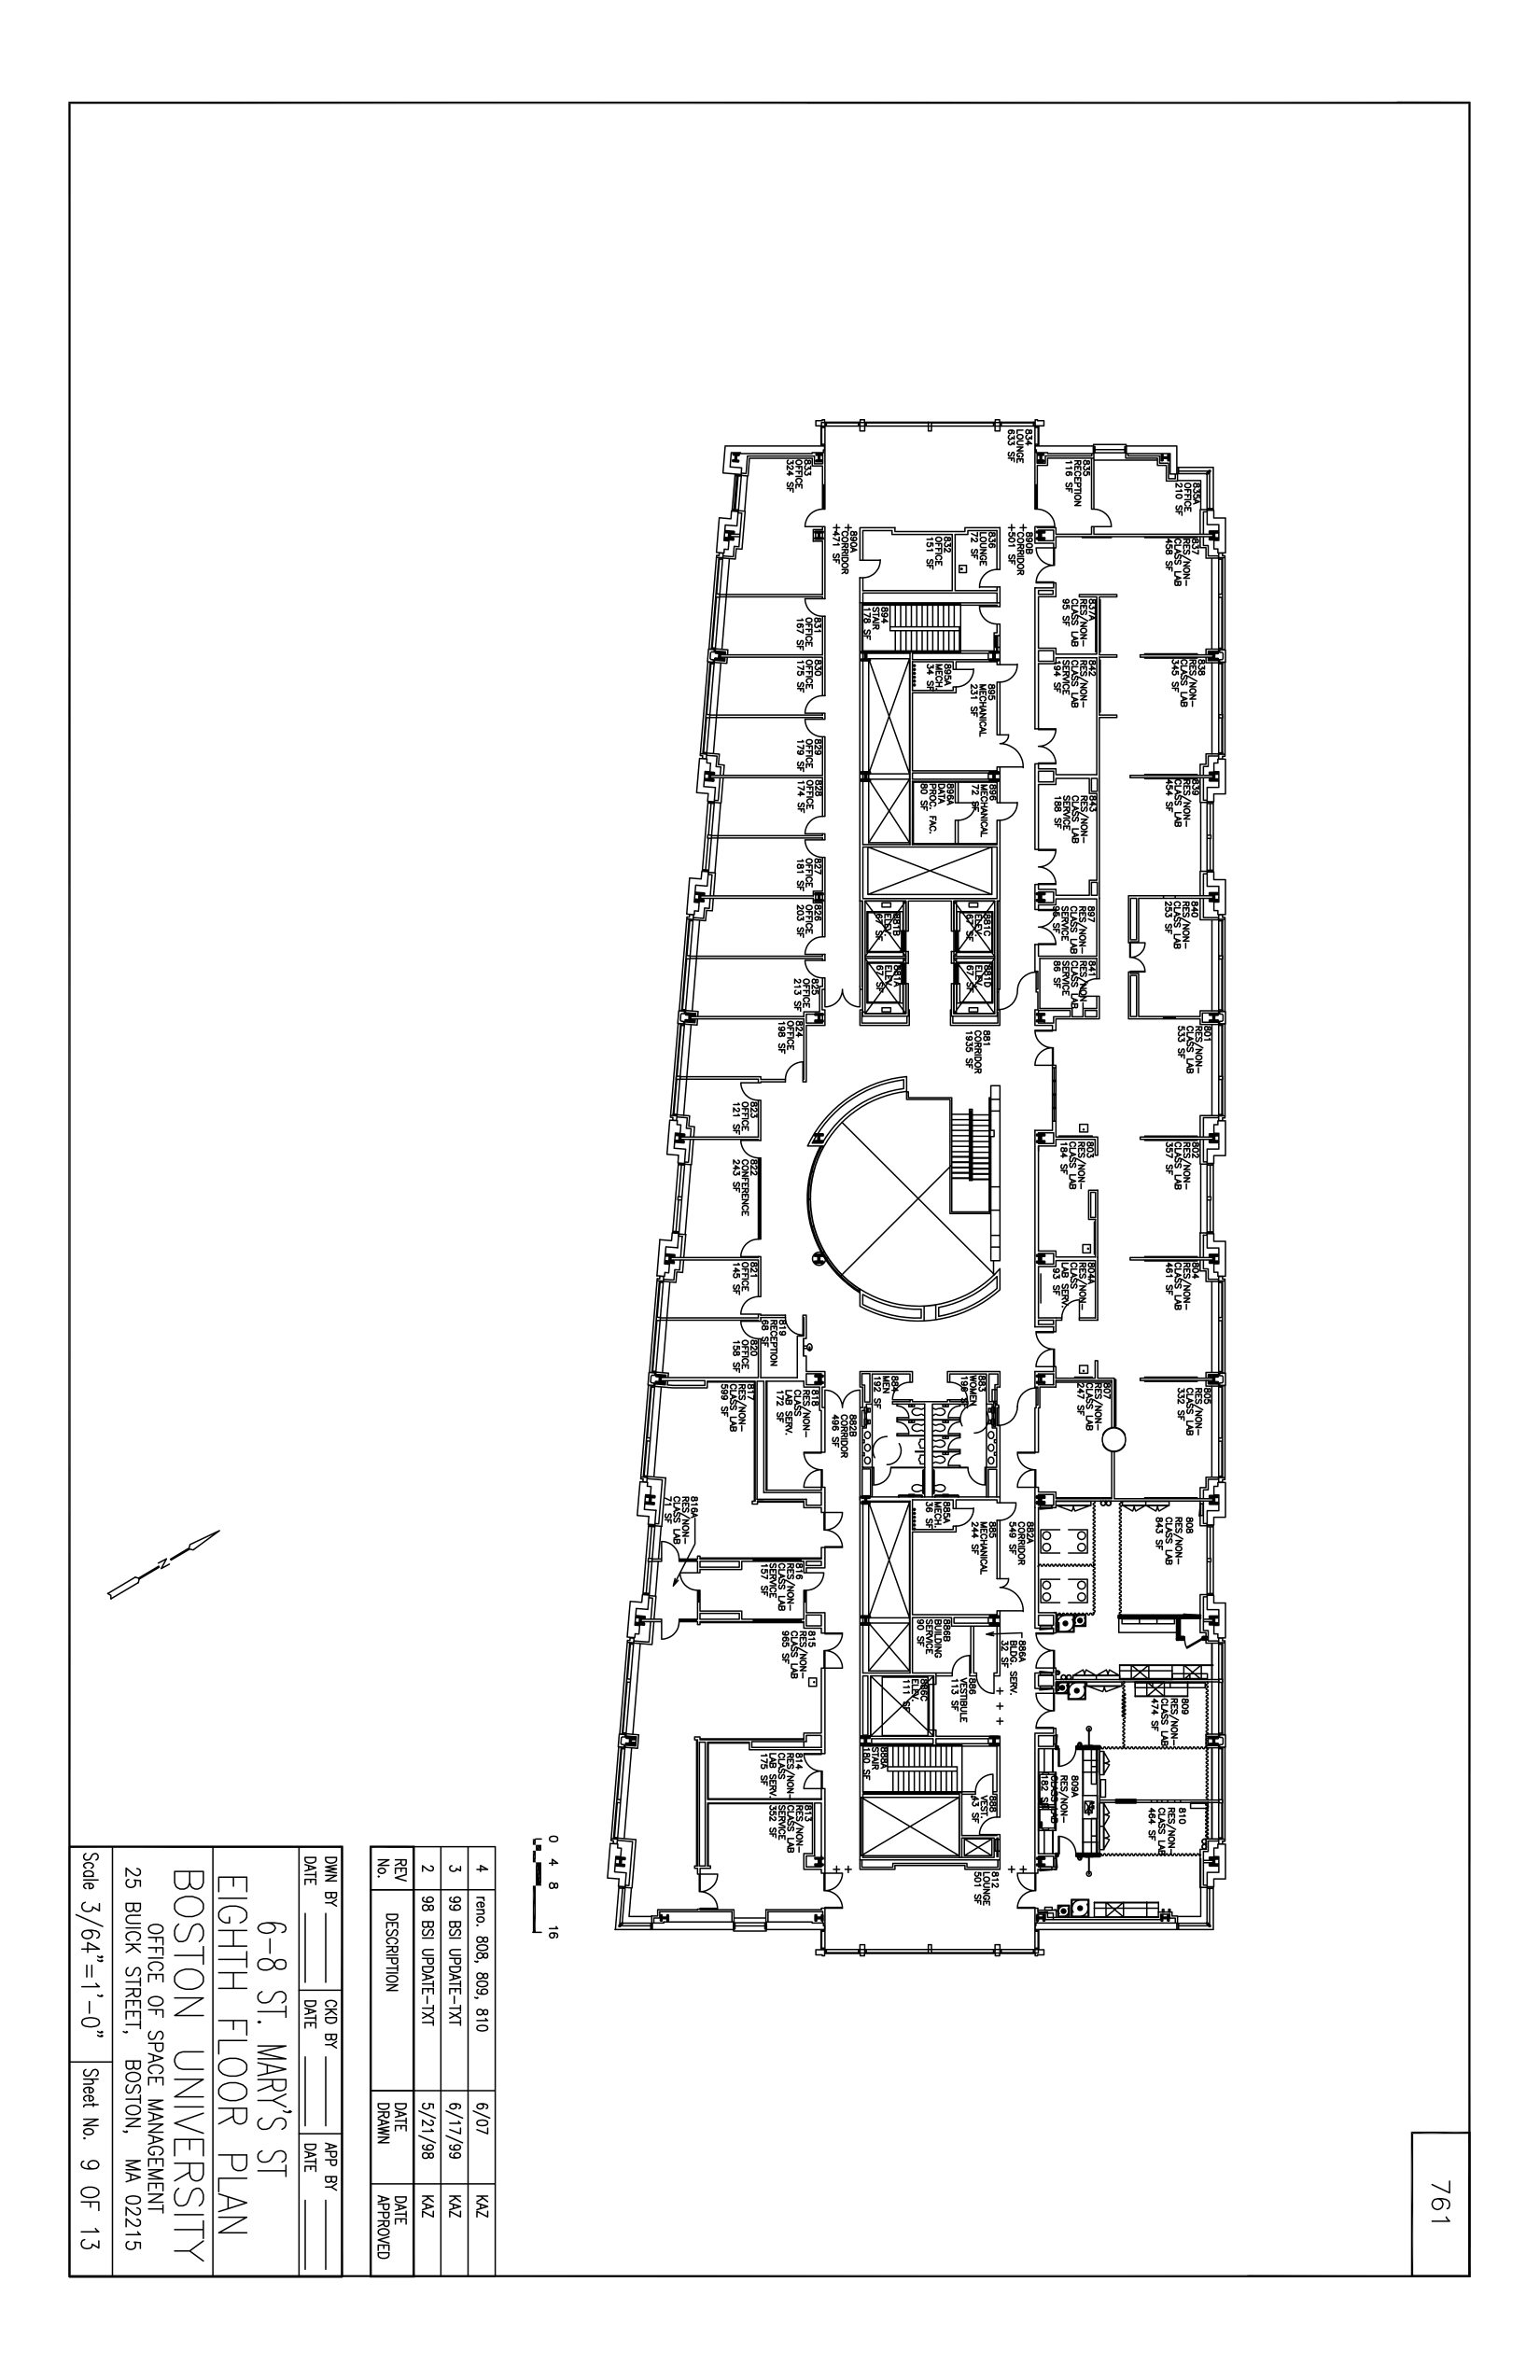 761
835A
OFFICE
210 SF
837
RES/NON-
CLASS LAB
458 SF
838
RES/NON-
CLASS LAB
345 SF
839
RES/NON-
CLASS LAB
454 SF
840
RES/NON-
CLASS LAB
253 SF
801
RES/NON-
CLASS LAB
533 SF
802
RES/NON-
CLASS LAB
357 SF
804
RES/NON-
CLASS LAB
461 SF
805
RES/NON-
CLASS LAB
332 SF
808
RES/NON-
CLASS LAB
843 SF
809
RES/NON-
CLASS LAB
474 SF
810
RES/NON-
CLASS LAB
464 SF
835
RECEPTION
116 SF
837A
RES/NON-
CLASS LAB
95 SF
842
RES/NON-
CLASS LAB
SERVICE
194 SF
843
RES/NON-
CLASS LAB
SERVICE
188 SF
897
RES/NON-
CLASS LAB
SERVICE
96 SF
841
RES/NON-
CLASS LAB
SERVICE
86 SF
803
RES/NON-
CLASS LAB
184 SF
804A
RES/NON-
CLASS
LAB SERV.
93 SF
807
RES/NON-
CLASS LAB
247 SF
809A
RES/NON-
CLASS LAB
182 SF
834
LOUNGE
633 SF
890B
CORRIDOR
501 SF
882A
CORRIDOR
549 SF
886A
BLDG. SERV.
32 SF
812
LOUNGE
501 SF
836
LOUNGE
72 SF
832
OFFICE
151 SF
894
STAIR
178 SF
895
MECHANICAL
231 SF
895A
MECH.
34 SF
896
MECHANICAL
72 SF
896A
DATA
PROC. FAC.
80 SF
881C
ELEV.
67 SF
881D
ELEV
67 SF
881B
ELEV.
67 SF
881A
ELEV
67 SF
881
CORRIDOR
1935 SF
883
WOMEN
196 SF
884
MEN
192 SF
885
MECHANICAL
244 SF
885A
MECH.
36 SF
886B
BUILDING
SERVICE
90 SF
886
VESTIBULE
113 SF
886C
ELEV.
111 SF
888A
STAIR
180 SF
888
VEST.
43 SF
890A
CORRIDOR
471 SF
882B
CORRIDOR
496 SF
833
OFFICE
324 SF
831
OFFICE
167 SF
830
OFFICE
175 SF
829
OFFICE
179 SF
828
OFFICE
174 SF
827
OFFICE
181 SF
826
OFFICE
203 SF
825
OFFICE
213 SF
824
OFFICE
198 SF
823
OFFICE
121 SF
822
CONFERENCE
243 SF
821
OFFICE
145 SF
819
RECEPTION
68 SF
820
OFFICE
158 SF
818
RES/NON-
CLASS
LAB SERV.
172 SF
817
RES/NON-
CLASS LAB
599 SF
816A
RES/NON-
CLASS LAB
71 SF
816
RES/NON-
CLASS LAB
SERVICE
157 SF
815
RES/NON-
CLASS LAB
965 SF
814
RES/NON-
CLASS
LAB SERV.
175 SF
813
RES/NON-
CLASS LAB
SERVICE
352 SF
N
0 4 8 16
4 reno. 808, 809, 810 6/07 KAZ
3 99 BSI UPDATE-TXT 6/17/99 KAZ
2 98 BSI UPDATE-TXT 5/21/98 KAZ
REV No. DESCRIPTION DATE DRAWN DATE APPROVED
DWN BY CKD BY APP BY
DATE DATE DATE
6-8 ST. MARY'S ST
EIGHTH FLOOR PLAN
BOSTON UNIVERSITY
OFFICE OF SPACE MANAGEMENT
25 BUICK STREET, BOSTON, MA 02215
Scale 3/64"=1'-0" Sheet No. 9 OF 13